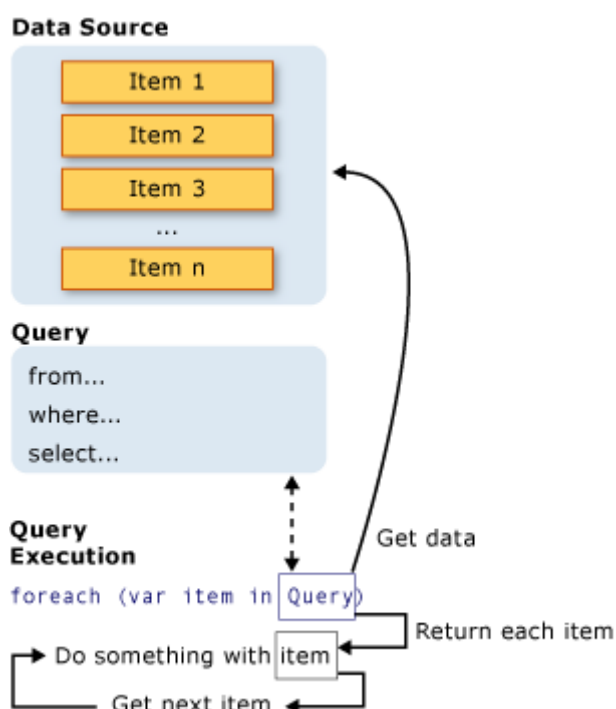 Data Source
Item 1
Item 2
Item 3
...
Item n
Query
from...
where...
select...
Query
Execution
Get data
foreach (var item in Query)
Return each item
Do something with item
Get next item